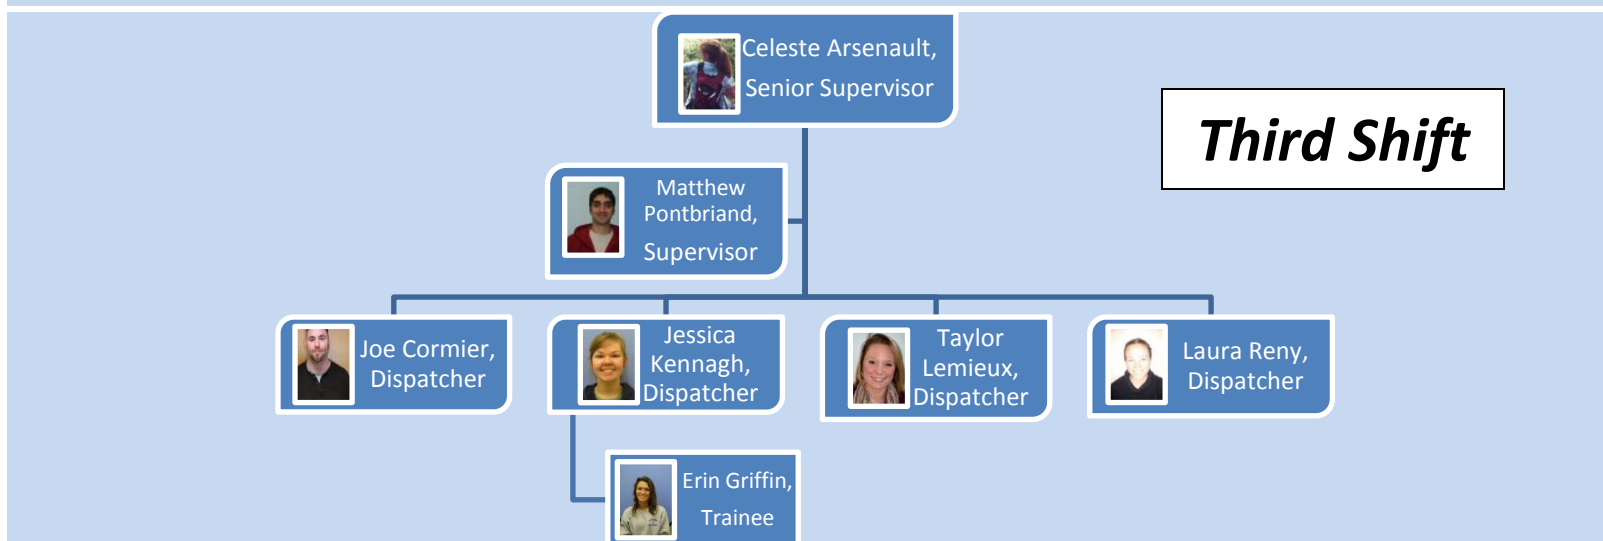 Celeste Arsenault,
Senior Supervisor
Third Shift
Matthew
Pontbriand,
Supervisor
Joe Cormier,
Dispatcher
Jessica
Kennagh,
Dispatcher
Taylor
Lemieux,
Dispatcher
Laura Reny,
Dispatcher
Erin Griffin,
Trainee